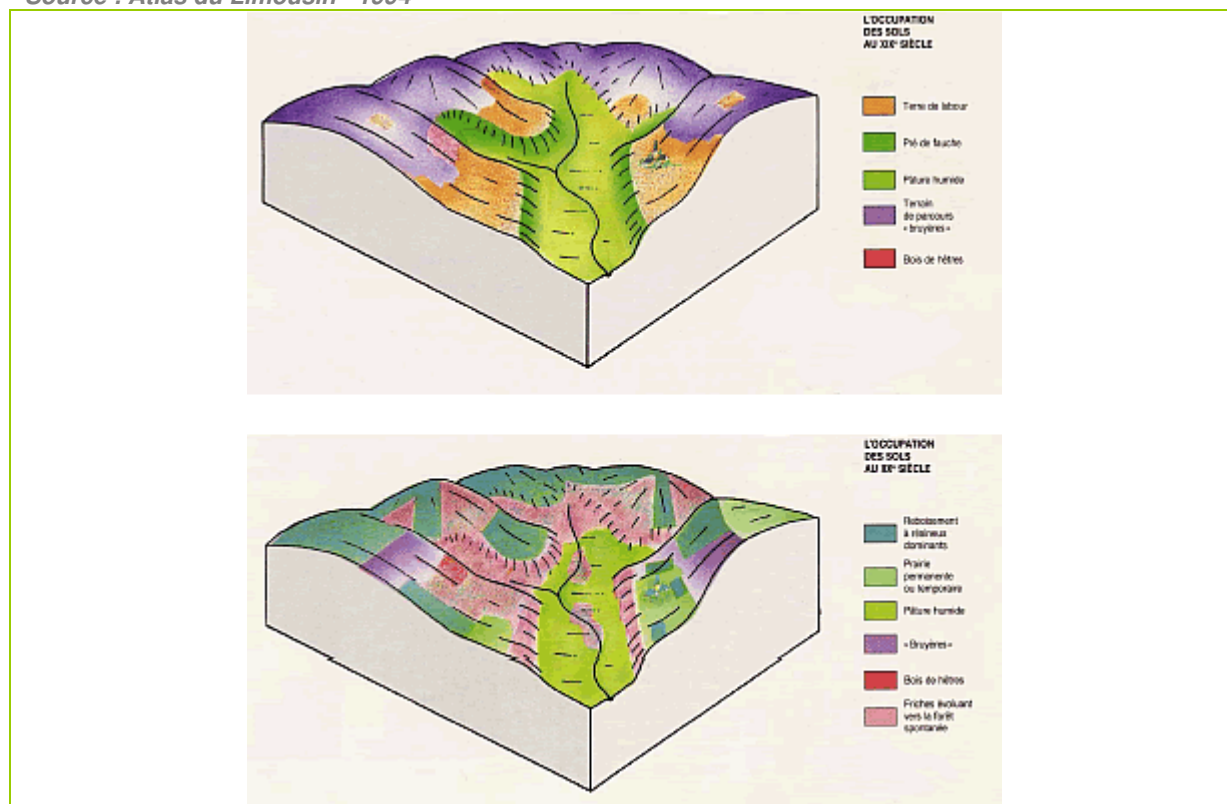 Source : Atlas du Limousin - 1994
L'OCCUPATION
DES SOLS
AU XIXe SIÈCLE
Terre de labour
Pré de fauche
Pâture humide
Terrain
de parcours
« bruyères »
Bois de hêtres
L'OCCUPATION
DES SOLS
AU XXe SIÈCLE
Reboisement
à résineux
dominants
Prairie
permanente
ou temporaire
Pâture humide
« Bruyères »
Bois de hêtres
Friches évoluant
vers la forêt
spontanée